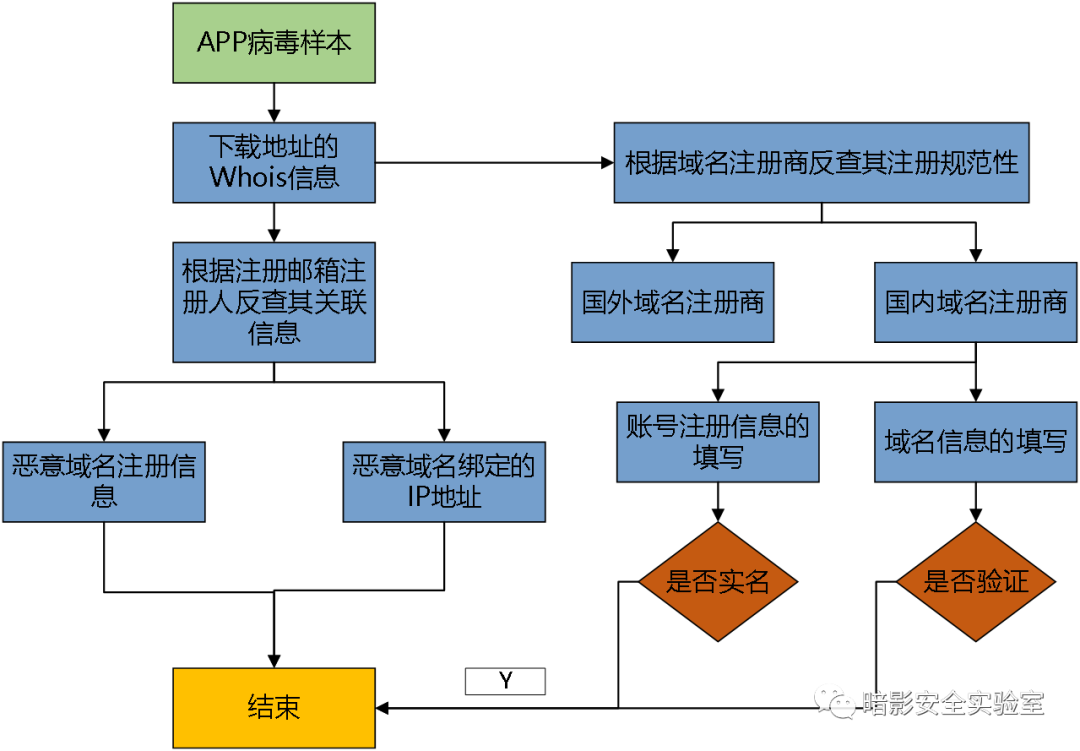 APP病毒样本
下载地址的
Whois信息
根据域名注册商反查其注册规范性
根据注册邮箱注
册人反查其关联
信息
国外域名注册商
国内域名注册商
账号注册信息的
填写
域名信息的填写
恶意域名注册信
息
恶意域名绑定的
IP地址
是否实名
是否验证
Y
结束
暗影安全实验室